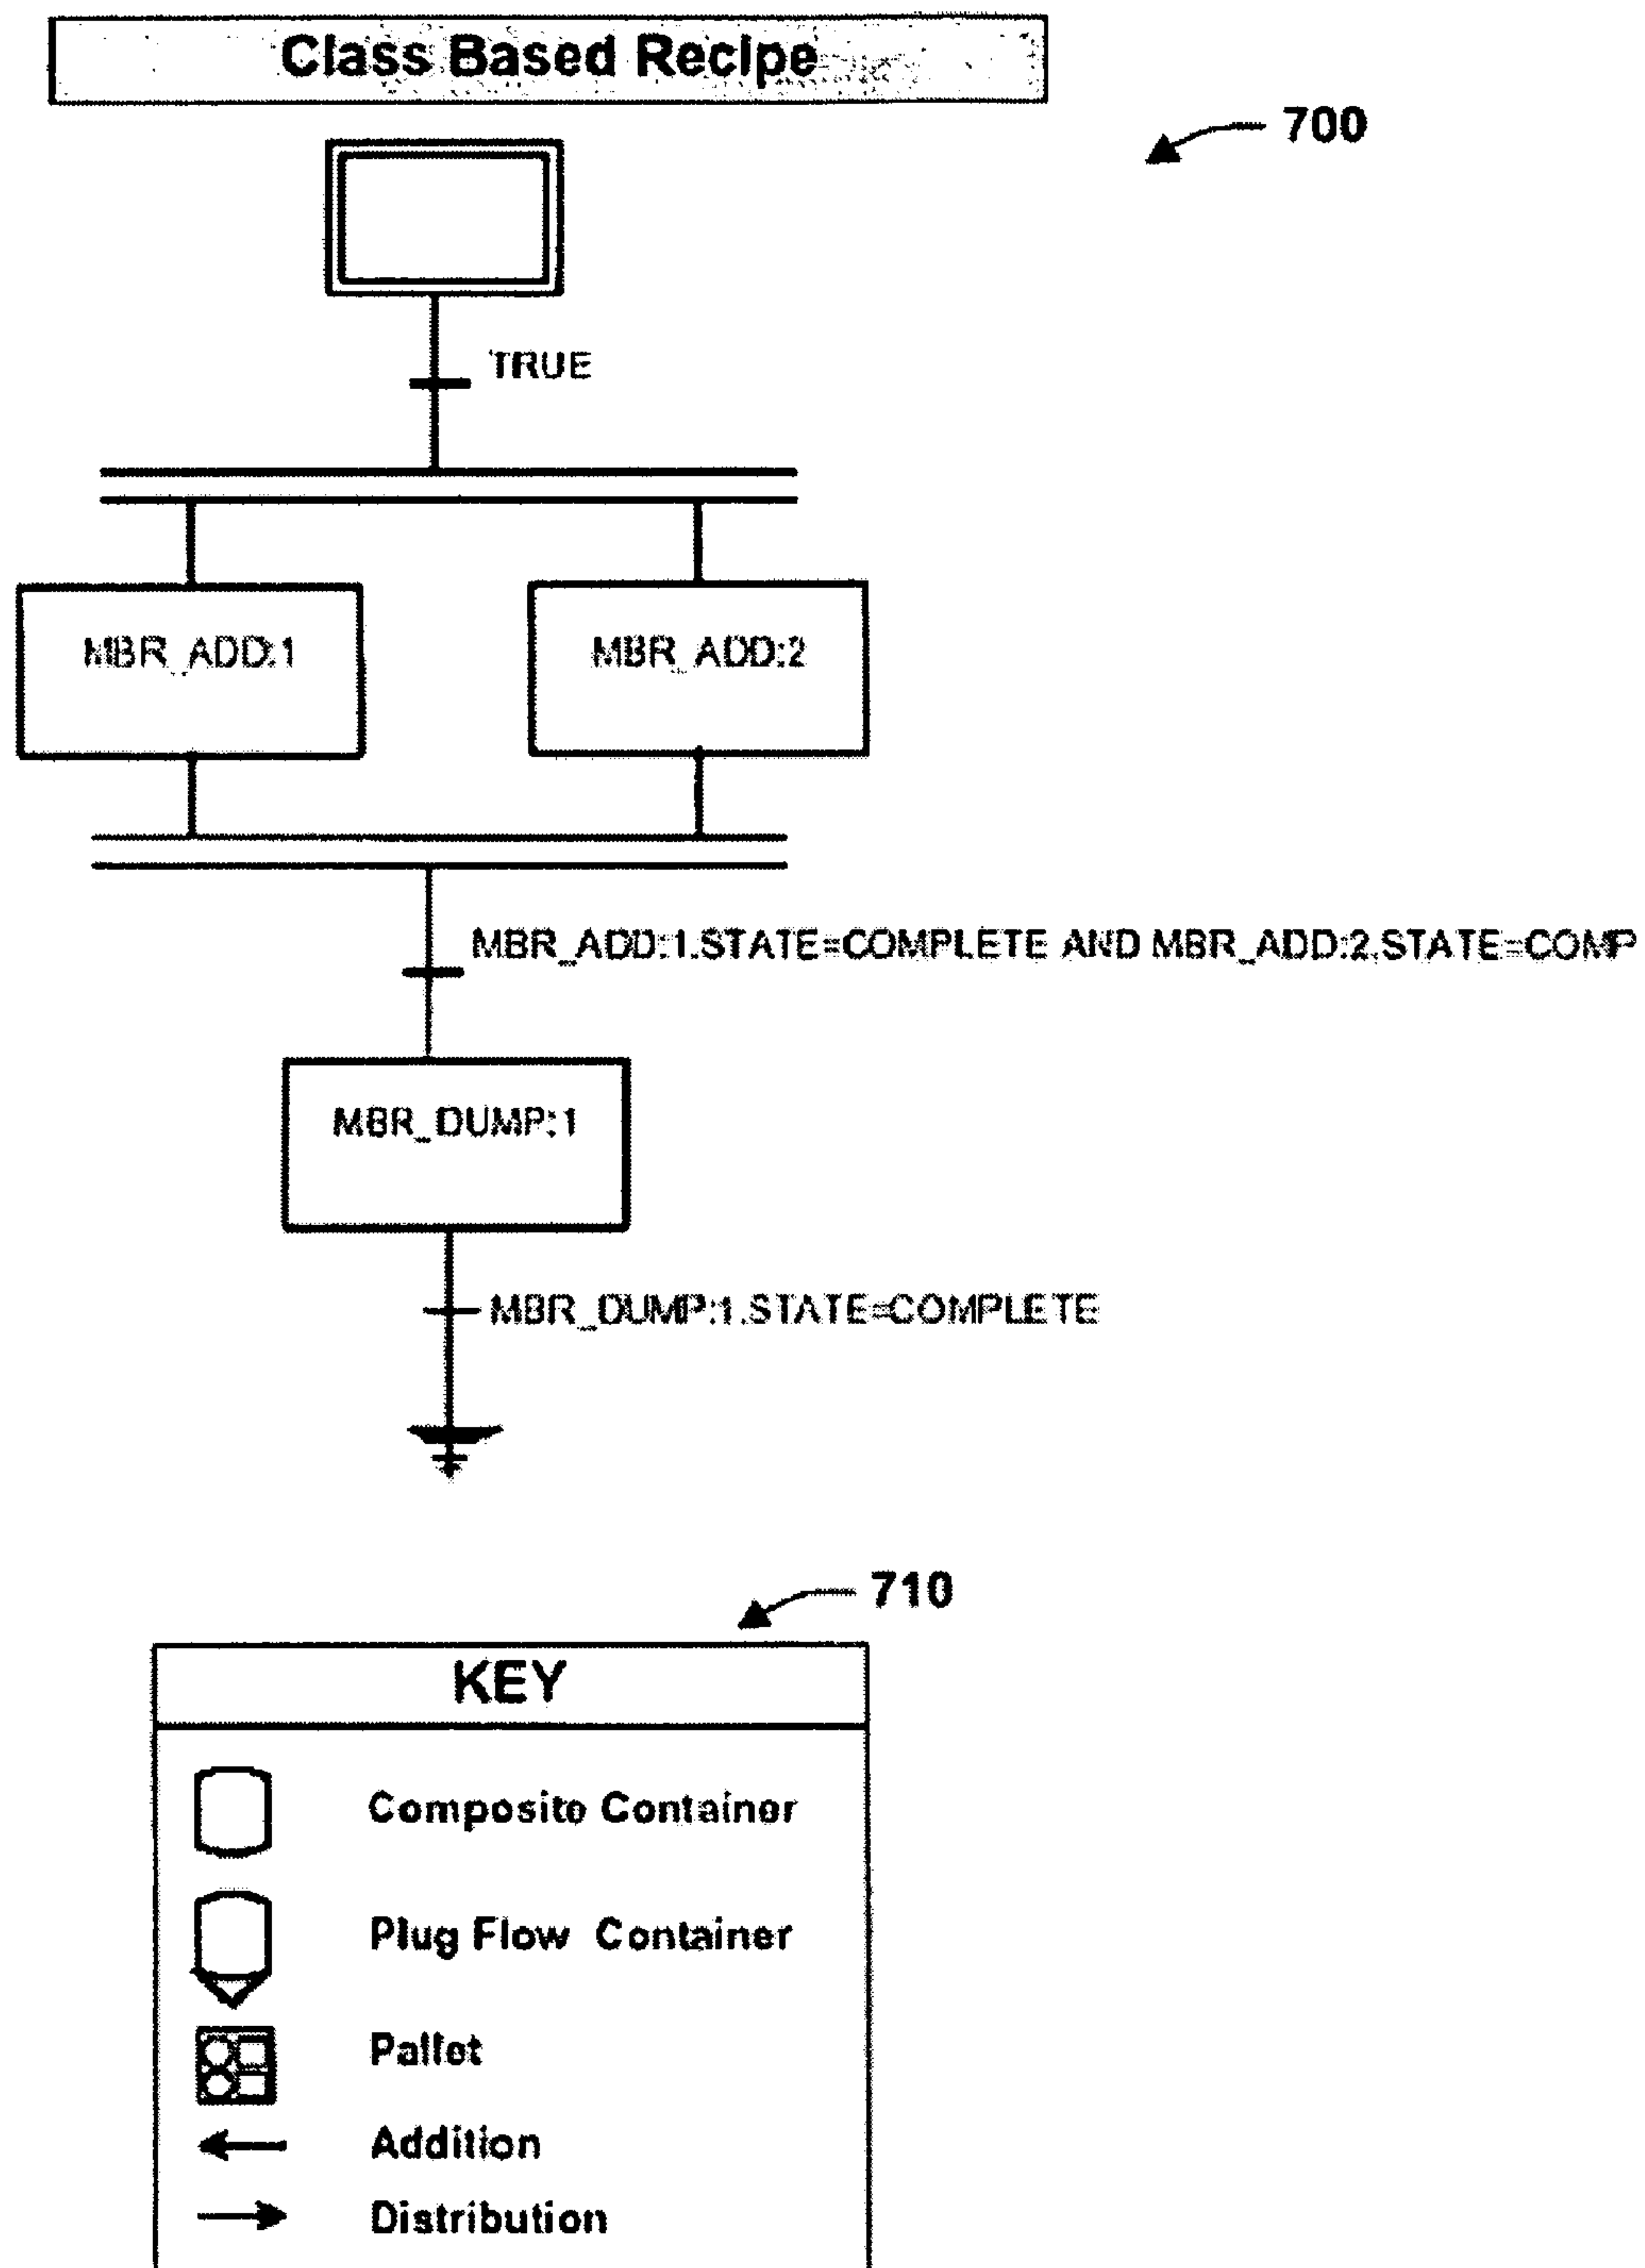 Class Based Recipe
700
TRUE
MBR_ADD:1
MBR_ADD:2
MBR_ADD:1.STATE=COMPLETE AND MBR_ADD:2.STATE=COMP
MBR_DUMP:1
MBR_DUMP:1.STATE=COMPLETE
710
KEY
Composite Container
Plug Flow Container
Pallet
Addition
Distribution